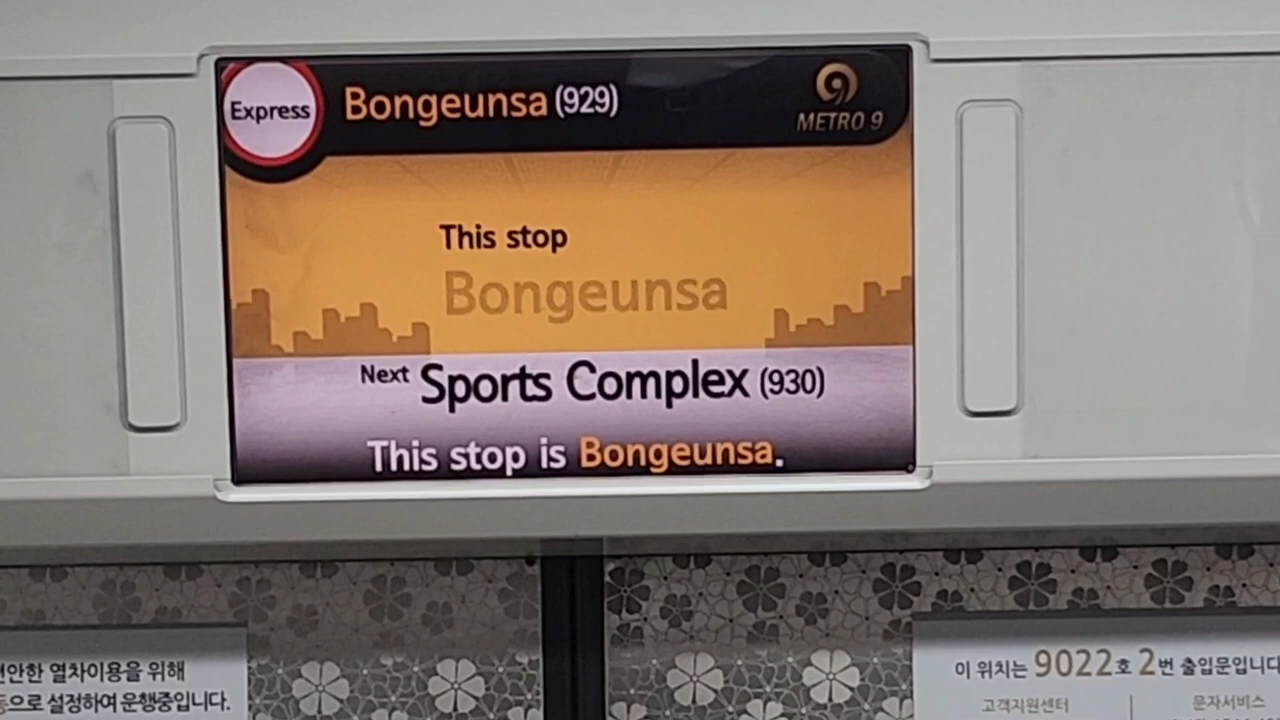 Express
Bongeunsa (929)
METRO 9
This stop
Bongeunsa
Next Sports Complex (930)
This stop is Bongeunsa.
편안한 열차이용을 위해
으로 설정하여 운행중입니다.
이 위치는 9022호 2번 출입문입니다
고객지원센터
문자서비스